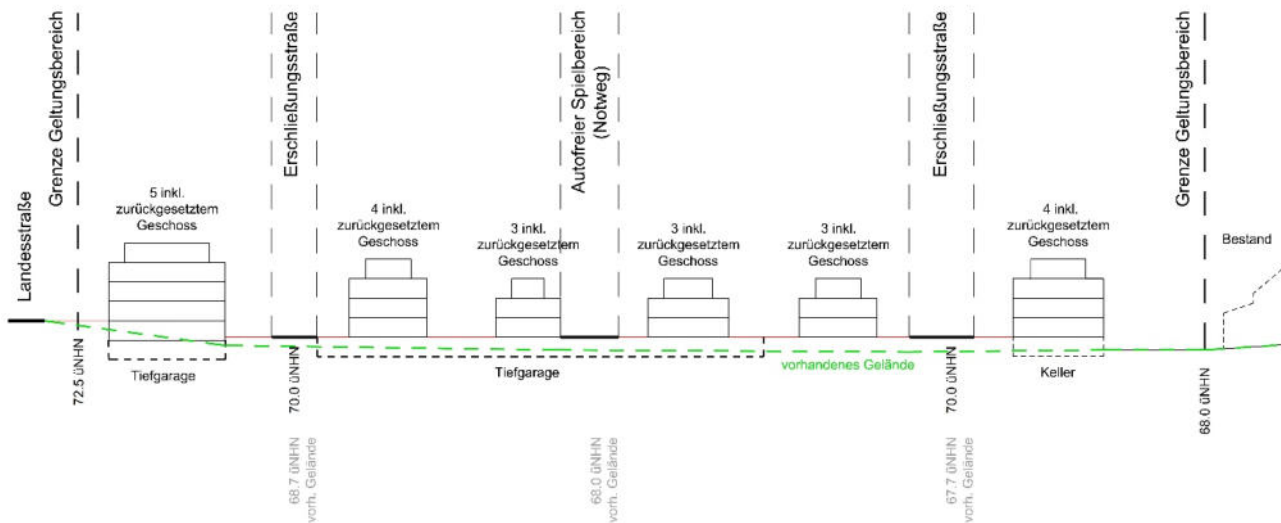 Landesstraße
Grenze Geltungsbereich
Erschließungsstraße
Autofreier Spielbereich
(Notweg)
Erschließungsstraße
Grenze Geltungsbereich
5 inkl.
zurückgesetztem
Geschoss
4 inkl.
zurückgesetztem
Geschoss
3 inkl.
zurückgesetztem
Geschoss
3 inkl.
zurückgesetztem
Geschoss
3 inkl.
zurückgesetztem
Geschoss
4 inkl.
zurückgesetztem
Geschoss
Bestand
72.5 üNHN
Tiefgarage
70.0 üNHN
Tiefgarage
vorhandenes Gelände
70.0 üNHN
Keller
68.0 üNHN
68.7 üNHN
vorh. Gelände
68.0 üNHN
vorh. Gelände
67.7 üNHN
vorh. Gelände